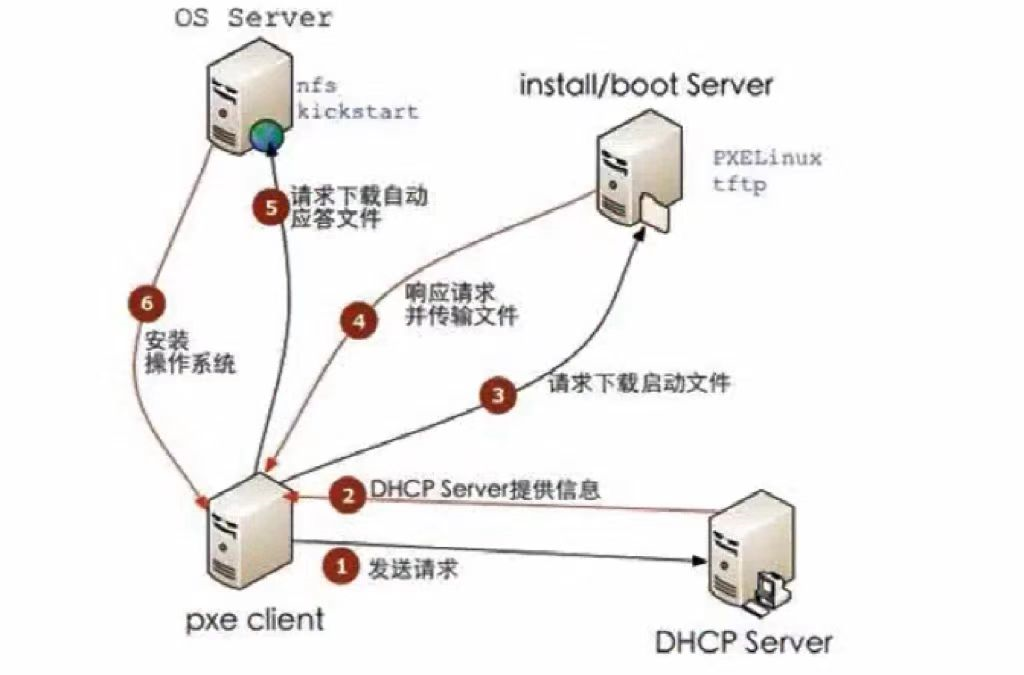 OS Server
nfs
kickstart
install/boot Server
PXELinux
tftp
5
请求下载自动
应答文件
6
安装
操作系统
4
响应请求
并传输文件
3
请求下载启动文件
2
DHCP Server提供信息
1
发送请求
pxe client
DHCP Server